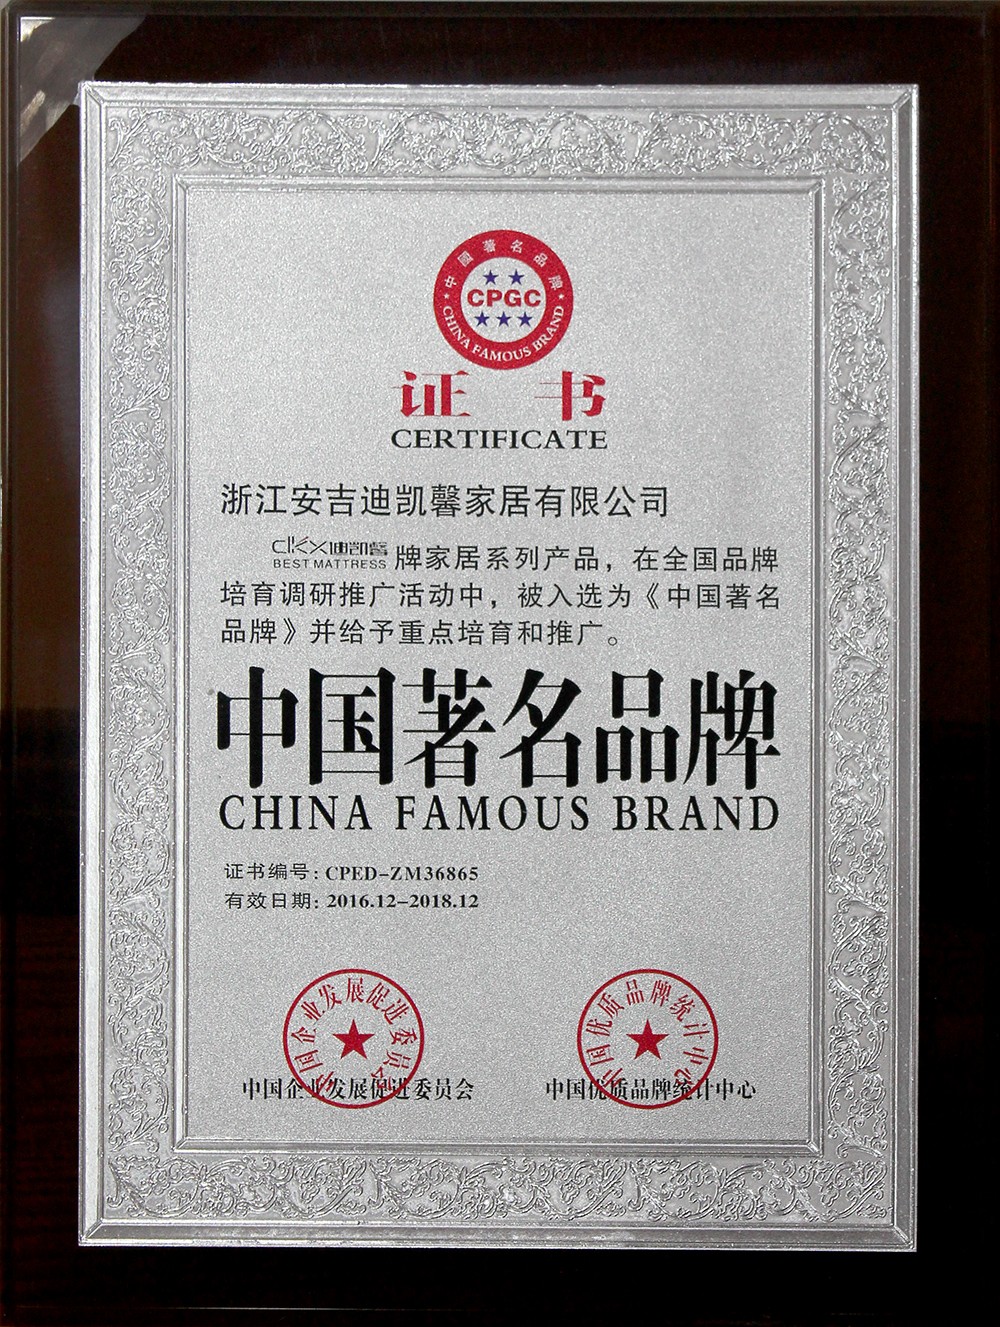 中國著名品牌
CPGC
CHINA FAMOUS BRAND
证书
CERTIFICATE
浙江安吉迪凯馨家居有限公司
CKX迪凯馨 牌家居系列产品，在全国品牌
BEST MATTRESS
培育调研推广活动中，被入选为《中国著名
品牌》并给予重点培育和推广。
中国著名品牌
CHINA FAMOUS BRAND
证书编号: CPED-ZM36865
有效日期: 2016.12-2018.12
中国企业发展促进委员会
中国优质品牌统计中心
中国企业发展促进委员会
中国优质品牌统计中心